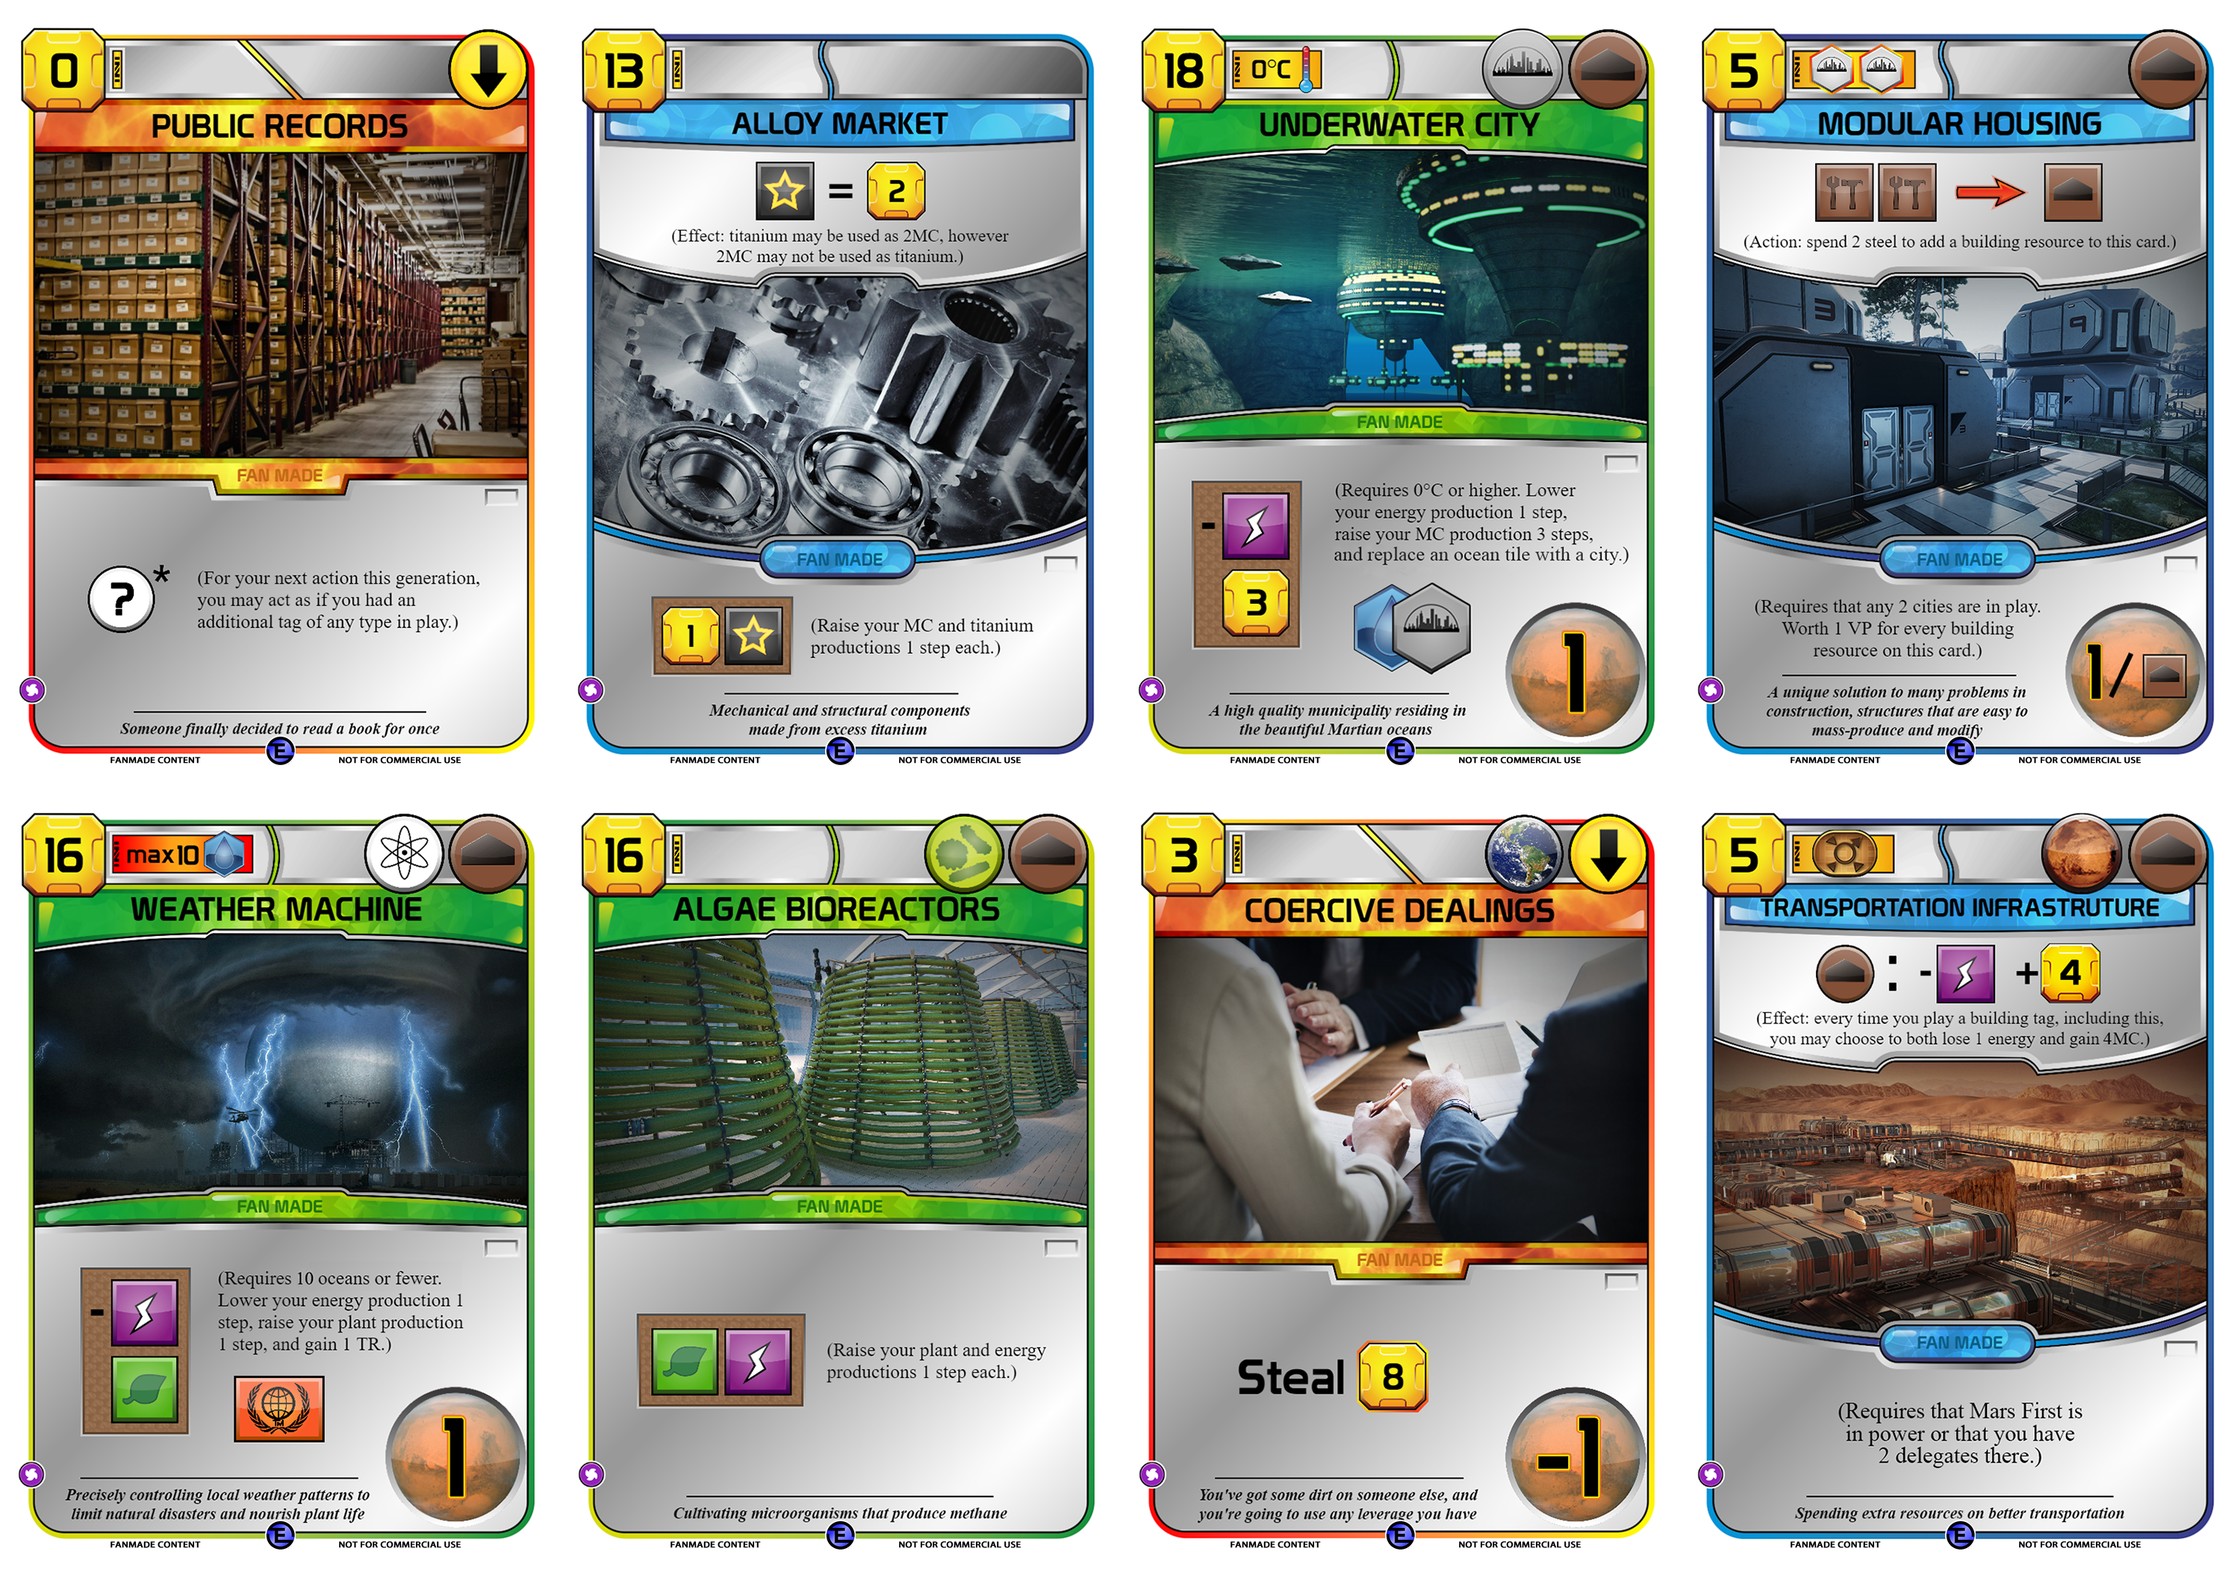 0
PUBLIC RECORDS
FAN MADE
?*
(For your next action this generation,
you may act as if you had an
additional tag of any type in play.)
Someone finally decided to read a book for once
FANMADE CONTENT
NOT FOR COMMERCIAL USE
13
ALLOY MARKET
= 2
(Effect: titanium may be used as 2MC, however
2MC may not be used as titanium.)
FAN MADE
1
(Raise your MC and titanium
productions 1 step each.)
Mechanical and structural components
made from excess titanium
FANMADE CONTENT
NOT FOR COMMERCIAL USE
18
0°C
UNDERWATER CITY
FAN MADE
-
3
(Requires 0°C or higher. Lower
your energy production 1 step,
raise your MC production 3 steps,
and replace an ocean tile with a city.)
1
A high quality municipality residing in
the beautiful Martian oceans
FANMADE CONTENT
NOT FOR COMMERCIAL USE
5
MODULAR HOUSING
(Action: spend 2 steel to add a building resource to this card.)
3
9
3
FAN MADE
(Requires that any 2 cities are in play.
Worth 1 VP for every building
resource on this card.)
1/
A unique solution to many problems in
construction, structures that are easy to
mass-produce and modify
FANMADE CONTENT
NOT FOR COMMERCIAL USE
16
max 10
WEATHER MACHINE
FAN MADE
-
(Requires 10 oceans or fewer.
Lower your energy production 1
step, raise your plant production
1 step, and gain 1 TR.)
TM
1
Precisely controlling local weather patterns to
limit natural disasters and nourish plant life
FANMADE CONTENT
NOT FOR COMMERCIAL USE
16
ALGAE BIOREACTORS
FAN MADE
(Raise your plant and energy
productions 1 step each.)
Cultivating microorganisms that produce methane
FANMADE CONTENT
NOT FOR COMMERCIAL USE
3
COERCIVE DEALINGS
FAN MADE
Steal 8
-1
You've got some dirt on someone else, and
you're going to use any leverage you have
FANMADE CONTENT
NOT FOR COMMERCIAL USE
5
TRANSPORTATION INFRASTRUTURE
: - +4
(Effect: every time you play a building tag, including this,
you may choose to both lose 1 energy and gain 4MC.)
FAN MADE
(Requires that Mars First is
in power or that you have
2 delegates there.)
Spending extra resources on better transportation
FANMADE CONTENT
NOT FOR COMMERCIAL USE